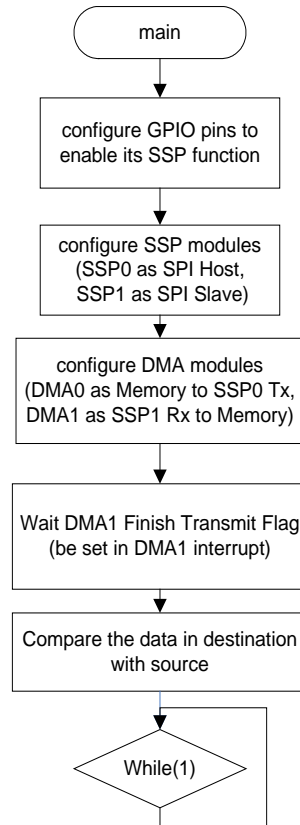 main
configure GPIO pins to
enable its SSP function
configure SSP modules
(SSP0 as SPI Host,
SSP1 as SPI Slave)
configure DMA modules
(DMA0 as Memory to SSP0 Tx,
DMA1 as SSP1 Rx to Memory)
Wait DMA1 Finish Transmit Flag
(be set in DMA1 interrupt)
Compare the data in destination
with source
While(1)